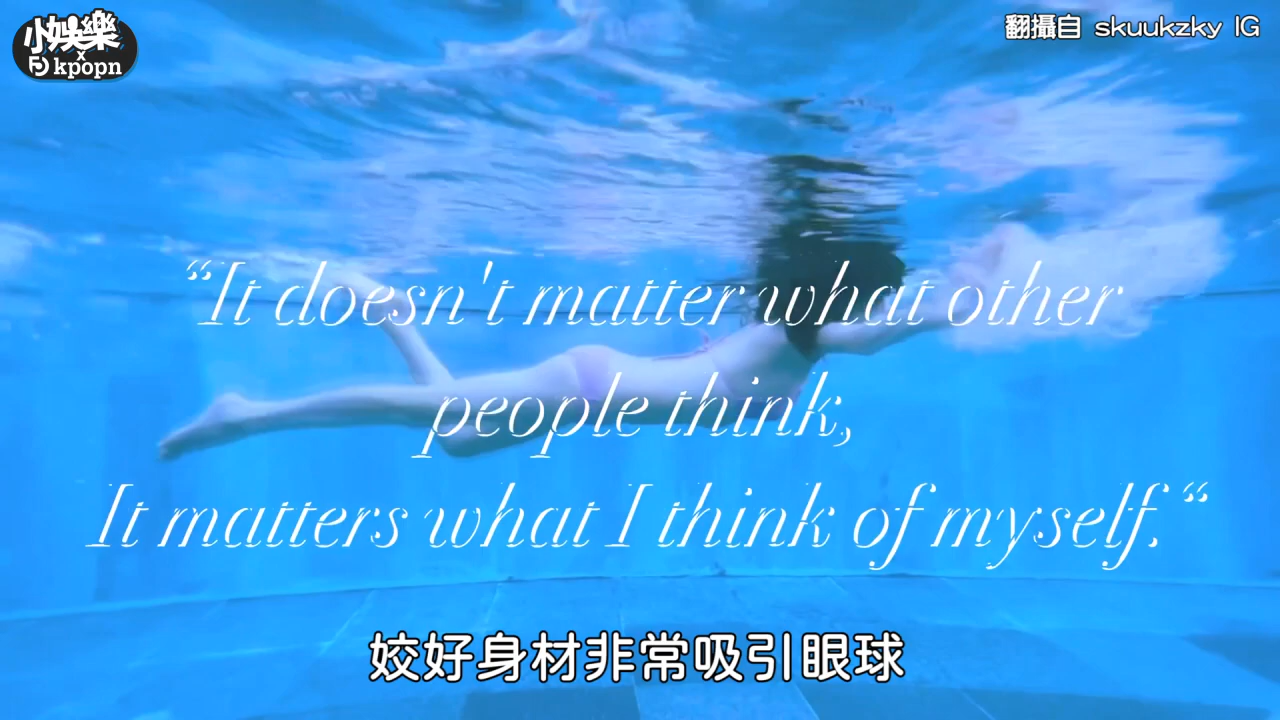 小娛樂
x
kpopn
翻攝自 skuukzky IG
“It doesn't matter what other
people think,
It matters what I think of myself.“
姣好身材非常吸引眼球